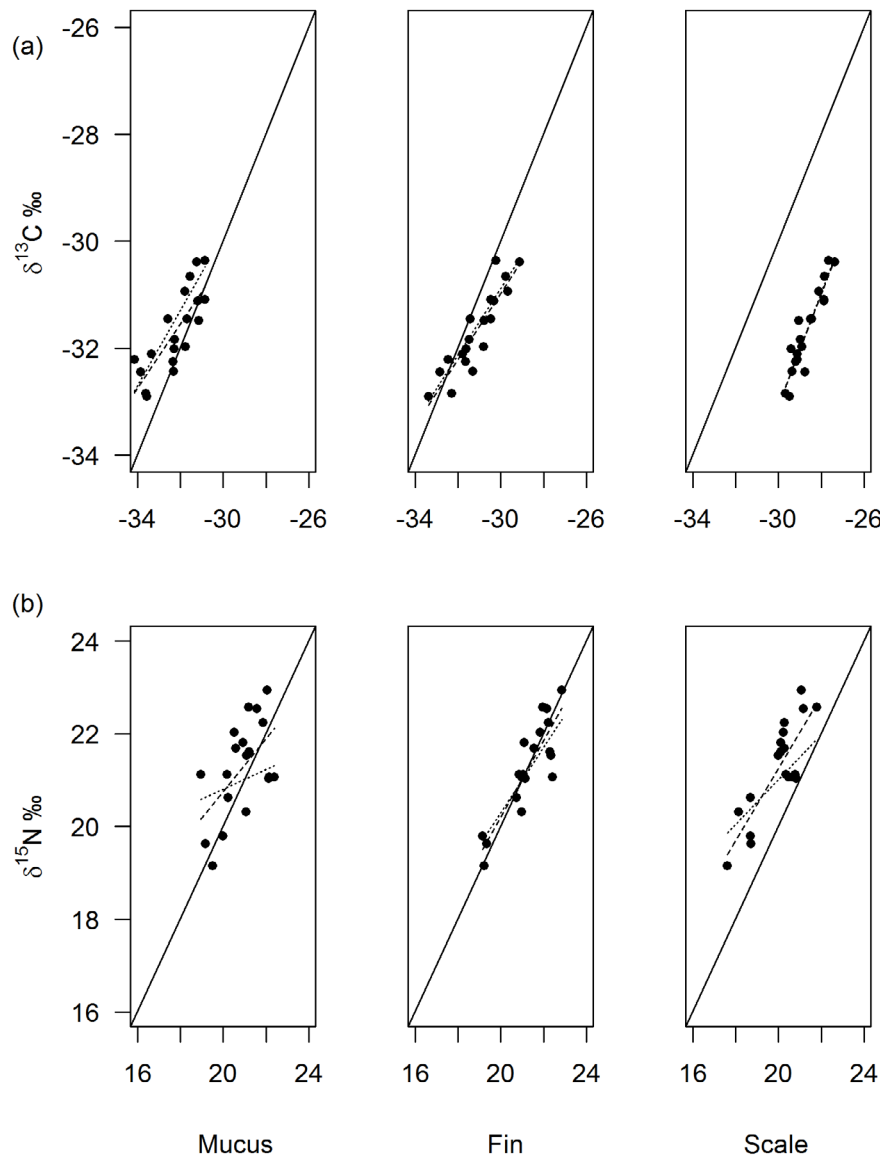 (a)
δ13C ‰
-26
-28
-30
-32
-34
-34 -30 -26 -34 -30 -26 -34 -30 -26
(b)
δ15N ‰
24
22
20
18
16
16 20 24 16 20 24 16 20 24
Mucus Fin Scale